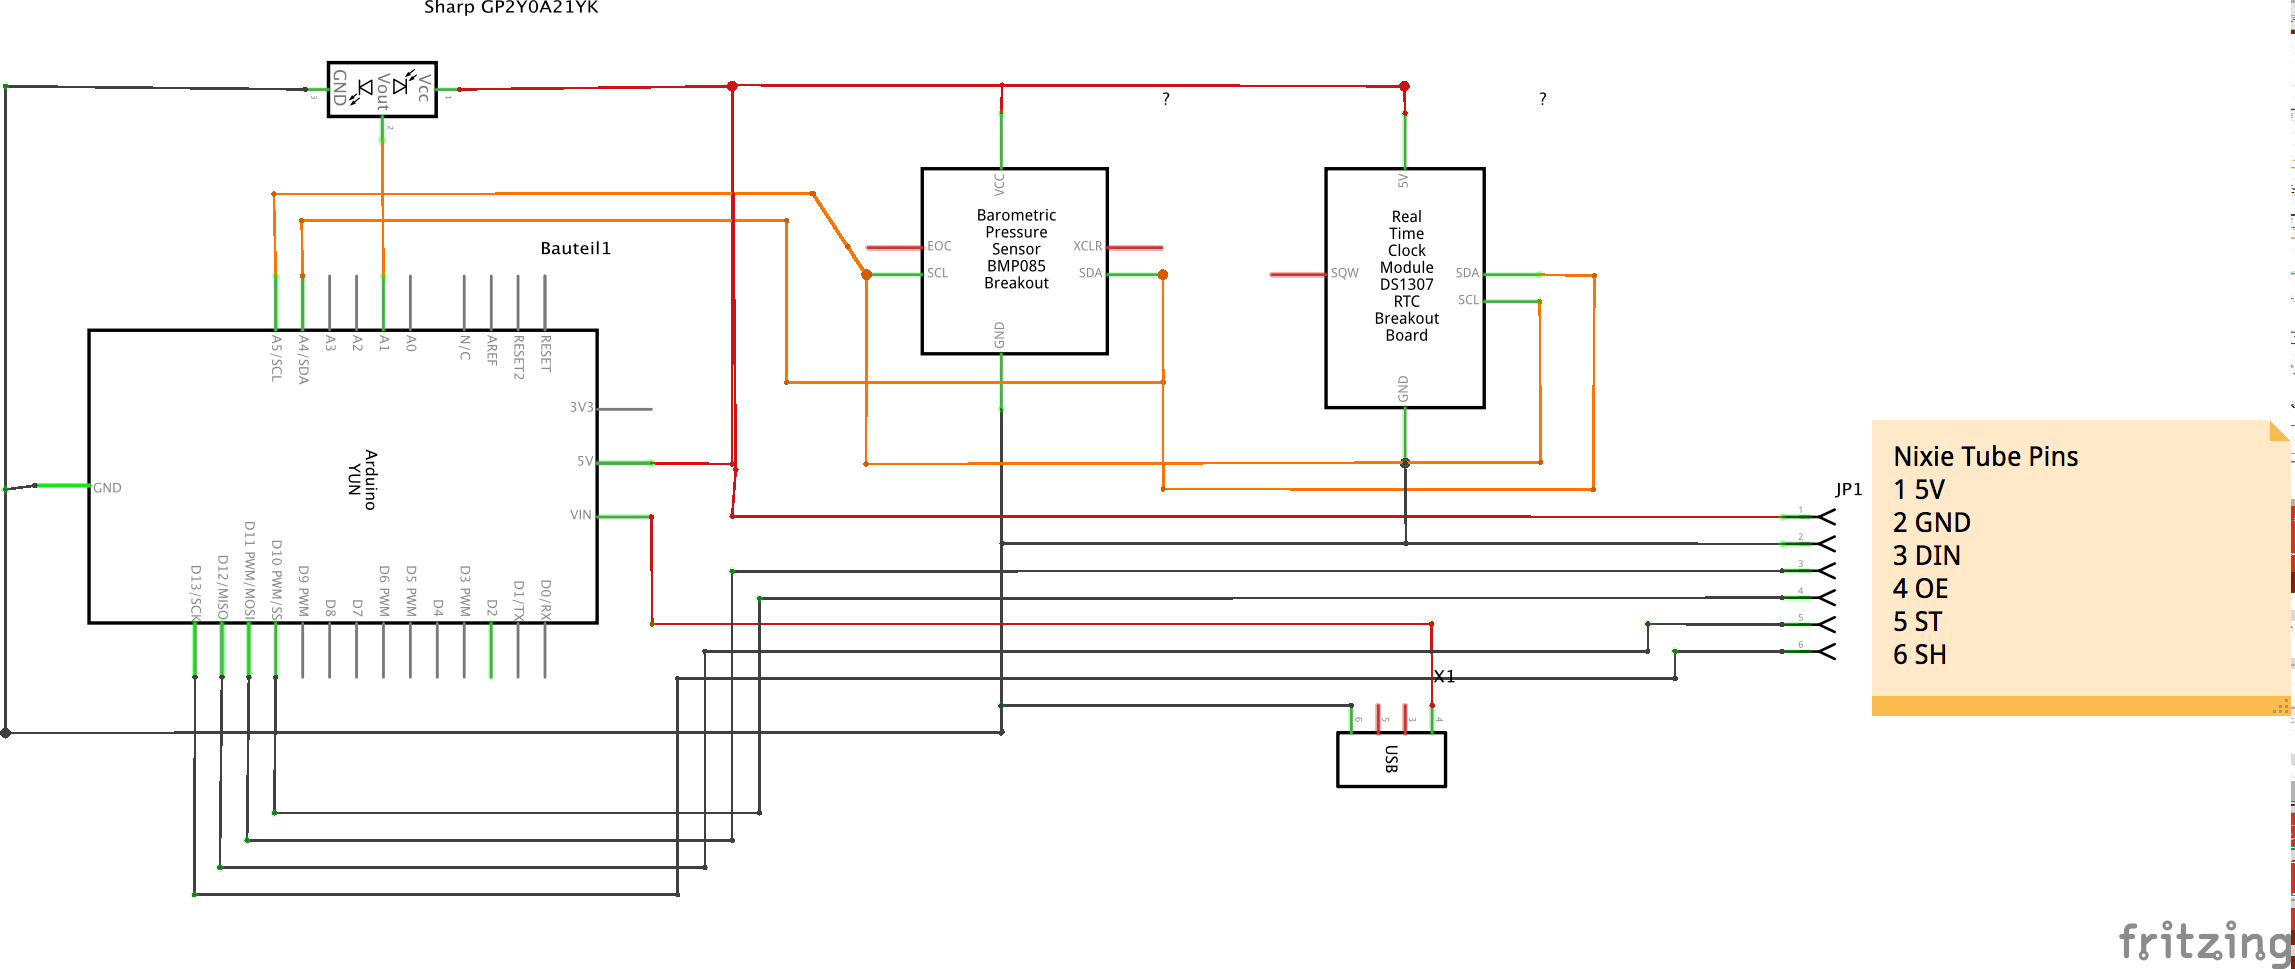 Sharp GP2Y0A21YK
GND
Vout
Vcc
3
2
1
?
?
Bauteil1
A5/SCL
A4/SDA
A3
A2
A1
A0
N/C
AREF
RESET2
RESET
3V3
5V
VIN
GND
Arduino
YUN
D13/SCK
D12/MISO
D11 PWM/MOSI
D10 PWM/SS
D9 PWM
D8
D7
D6 PWM
D5 PWM
D4
D3 PWM
D2
D1/TX
D0/RX
VCC
Barometric
Pressure
Sensor
BMP085
Breakout
EOC
SCL
XCLR
SDA
GND
5V
Real
Time
Clock
Module
DS1307
RTC
Breakout
Board
SQW
SDA
SCL
GND
JP1
1
2
3
4
5
6
X1
6
5
3
4
USB
Nixie Tube Pins
1 5V
2 GND
3 DIN
4 OE
5 ST
6 SH
fritzing